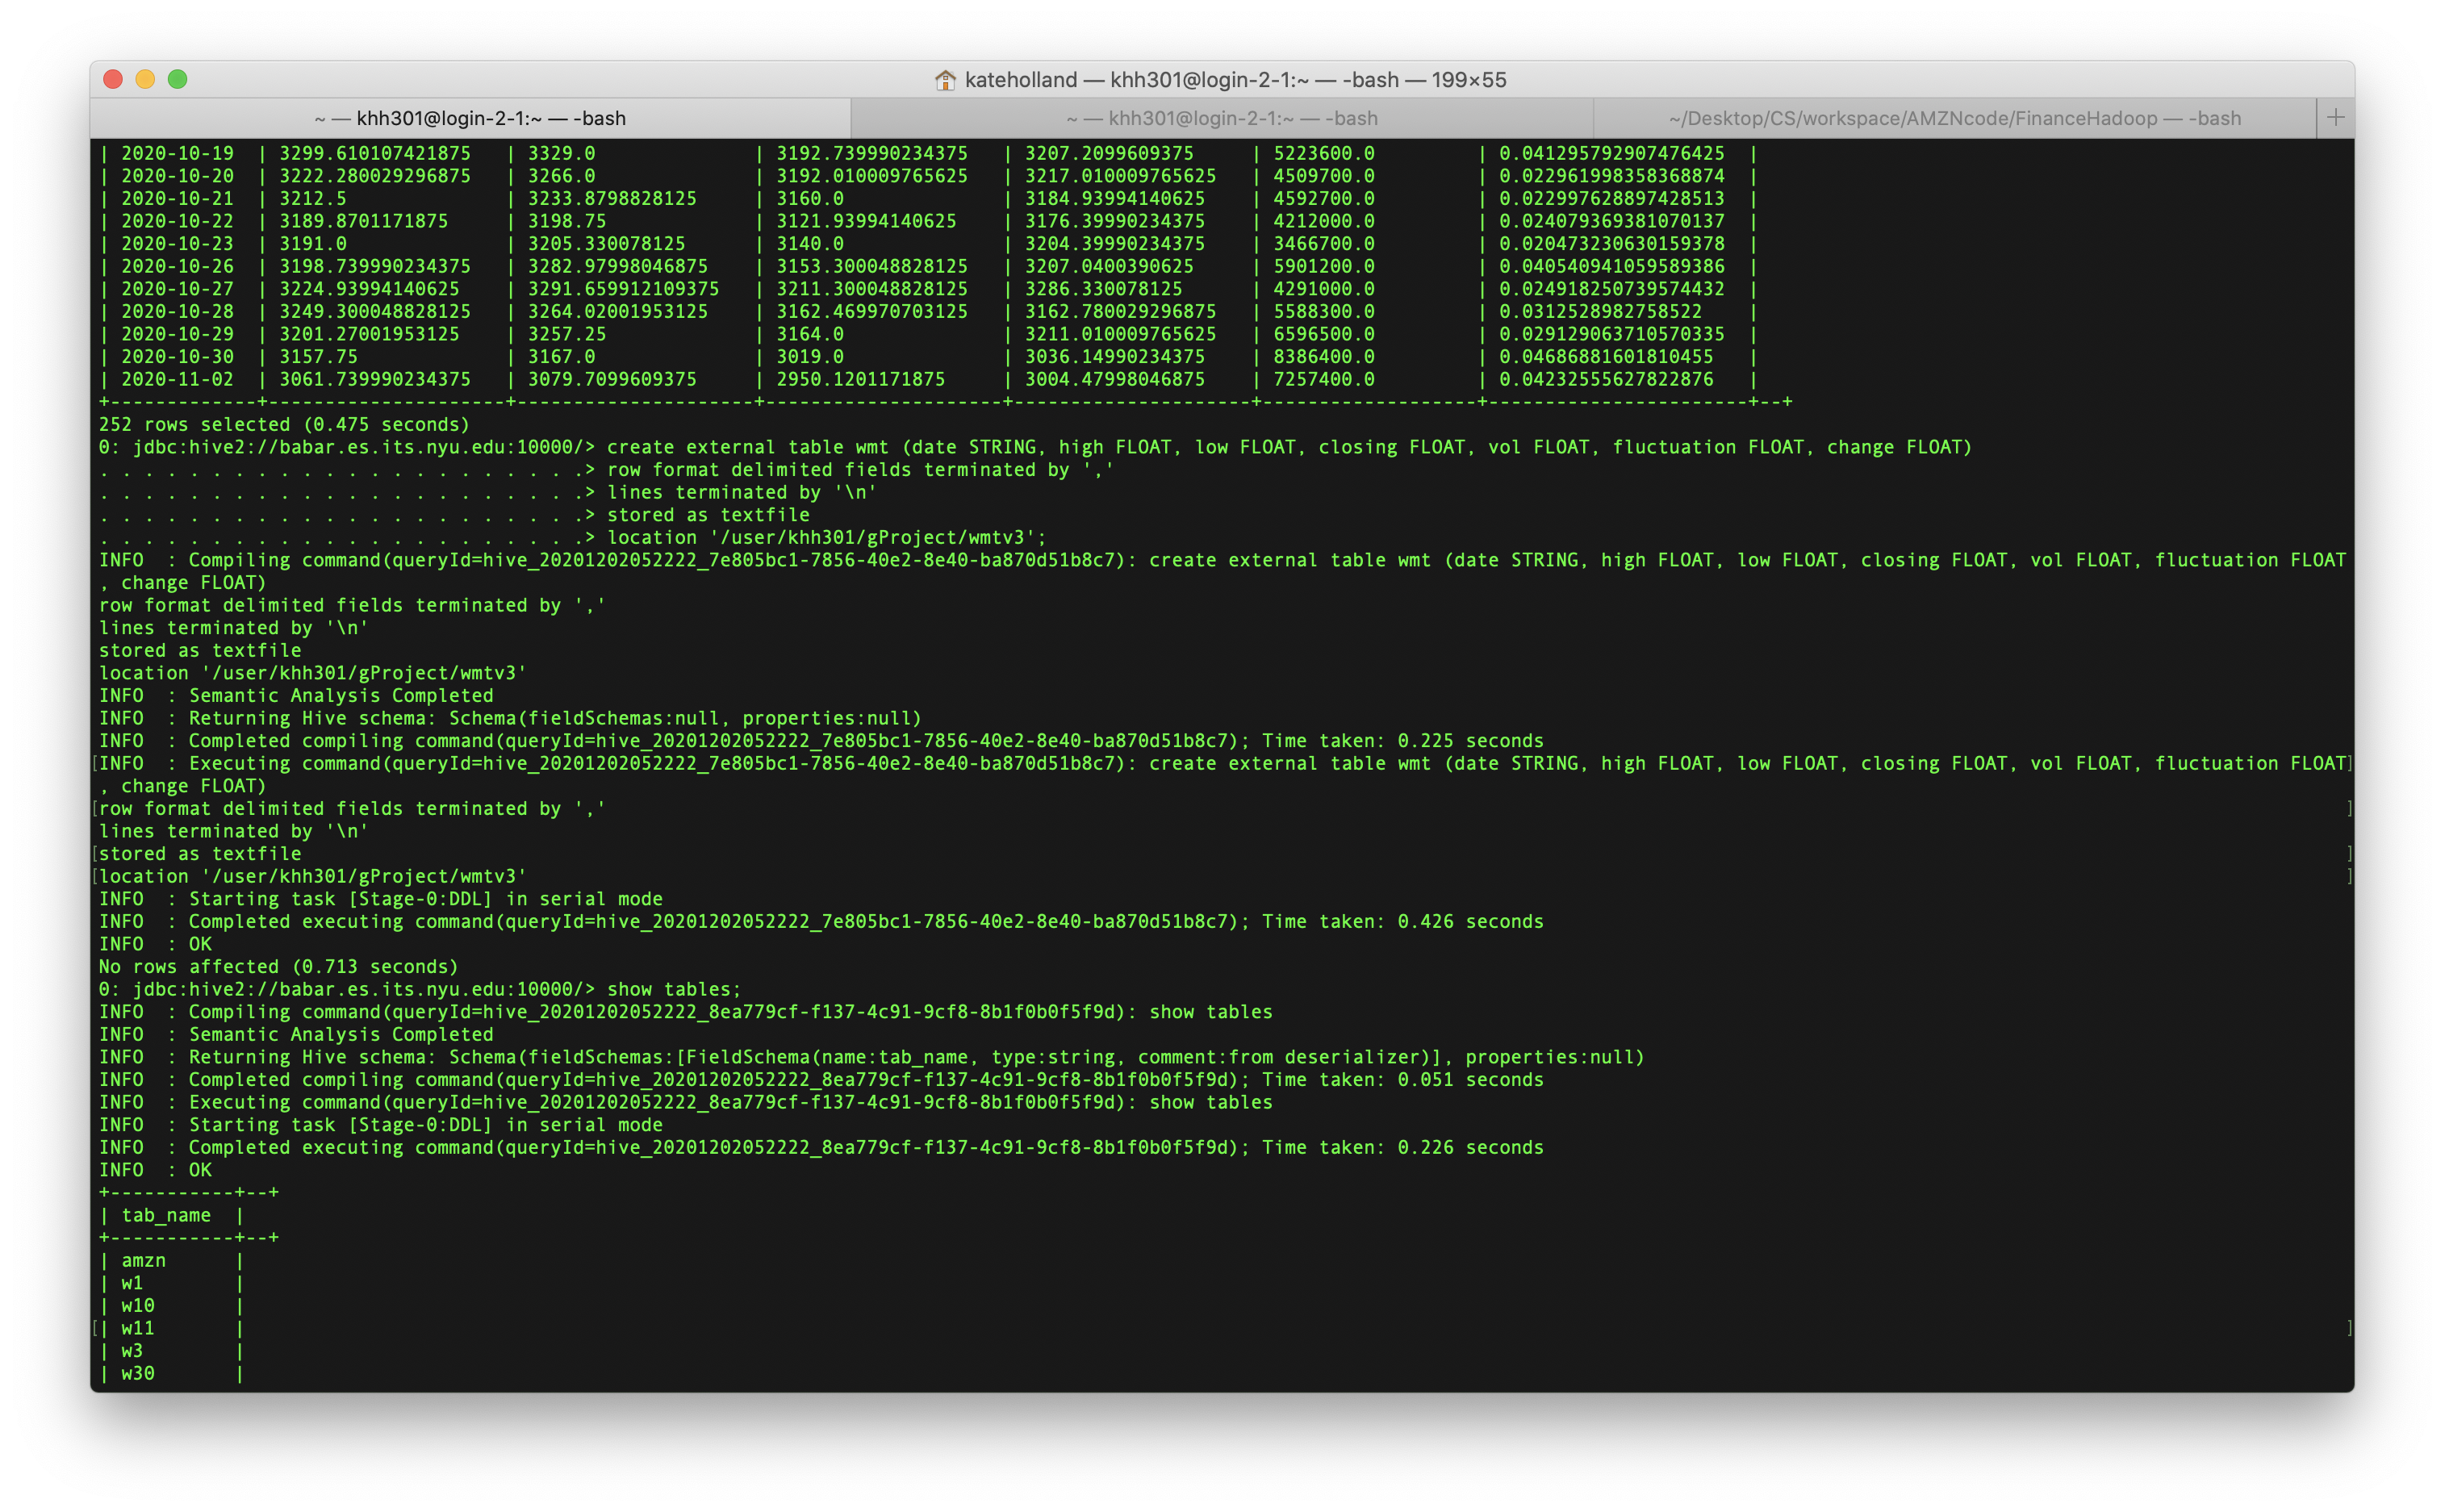 kateholland — khh301@login-2-1:~ — -bash — 199×55
~ — khh301@login-2-1:~ — -bash ~ — khh301@login-2-1:~ — -bash ~/Desktop/CS/workspace/AMZNcode/FinanceHadoop — -bash +
| 2020-10-19 | 3299.610107421875 | 3329.0 | 3192.739990234375 | 3207.2099609375 | 5223600.0 | 0.041295792907476425 |
| 2020-10-20 | 3222.280029296875 | 3266.0 | 3192.010009765625 | 3217.010009765625 | 4509700.0 | 0.022961998358368874 |
| 2020-10-21 | 3212.5 | 3233.8798828125 | 3160.0 | 3184.93994140625 | 4592700.0 | 0.022997628897428513 |
| 2020-10-22 | 3189.8701171875 | 3198.75 | 3121.93994140625 | 3176.39990234375 | 4212000.0 | 0.024079369381070137 |
| 2020-10-23 | 3191.0 | 3205.330078125 | 3140.0 | 3204.39990234375 | 3466700.0 | 0.020473230630159378 |
| 2020-10-26 | 3198.739990234375 | 3282.97998046875 | 3153.300048828125 | 3207.0400390625 | 5901200.0 | 0.040540941059589386 |
| 2020-10-27 | 3224.93994140625 | 3291.659912109375 | 3211.300048828125 | 3286.330078125 | 4291000.0 | 0.024918250739574432 |
| 2020-10-28 | 3249.300048828125 | 3264.02001953125 | 3162.469970703125 | 3162.780029296875 | 5588300.0 | 0.0312528982758522 |
| 2020-10-29 | 3201.27001953125 | 3257.25 | 3164.0 | 3211.010009765625 | 6596500.0 | 0.029129063710570335 |
| 2020-10-30 | 3157.75 | 3167.0 | 3019.0 | 3036.14990234375 | 8386400.0 | 0.04686881601810455 |
| 2020-11-02 | 3061.739990234375 | 3079.7099609375 | 2950.1201171875 | 3004.47998046875 | 7257400.0 | 0.04232555627822876 |
+-------------+---------------------+---------------------+---------------------+---------------------+-------------------+-----------------------+--+
252 rows selected (0.475 seconds)
0: jdbc:hive2://babar.es.its.nyu.edu:10000/> create external table wmt (date STRING, high FLOAT, low FLOAT, closing FLOAT, vol FLOAT, fluctuation FLOAT, change FLOAT)
. . . . . . . . . . . . . . . . . . . . . .> row format delimited fields terminated by ','
. . . . . . . . . . . . . . . . . . . . . .> lines terminated by '\n'
. . . . . . . . . . . . . . . . . . . . . .> stored as textfile
. . . . . . . . . . . . . . . . . . . . . .> location '/user/khh301/gProject/wmtv3';
INFO  : Compiling command(queryId=hive_20201202052222_7e805bc1-7856-40e2-8e40-ba870d51b8c7): create external table wmt (date STRING, high FLOAT, low FLOAT, closing FLOAT, vol FLOAT, fluctuation FLOAT
, change FLOAT)
row format delimited fields terminated by ','
lines terminated by '\n'
stored as textfile
location '/user/khh301/gProject/wmtv3'
INFO  : Semantic Analysis Completed
INFO  : Returning Hive schema: Schema(fieldSchemas:null, properties:null)
INFO  : Completed compiling command(queryId=hive_20201202052222_7e805bc1-7856-40e2-8e40-ba870d51b8c7); Time taken: 0.225 seconds
[INFO  : Executing command(queryId=hive_20201202052222_7e805bc1-7856-40e2-8e40-ba870d51b8c7): create external table wmt (date STRING, high FLOAT, low FLOAT, closing FLOAT, vol FLOAT, fluctuation FLOAT]
, change FLOAT)
[row format delimited fields terminated by ',' ]
lines terminated by '\n'
[stored as textfile ]
[location '/user/khh301/gProject/wmtv3' ]
INFO  : Starting task [Stage-0:DDL] in serial mode
INFO  : Completed executing command(queryId=hive_20201202052222_7e805bc1-7856-40e2-8e40-ba870d51b8c7); Time taken: 0.426 seconds
INFO  : OK
No rows affected (0.713 seconds)
0: jdbc:hive2://babar.es.its.nyu.edu:10000/> show tables;
INFO  : Compiling command(queryId=hive_20201202052222_8ea779cf-f137-4c91-9cf8-8b1f0b0f5f9d): show tables
INFO  : Semantic Analysis Completed
INFO  : Returning Hive schema: Schema(fieldSchemas:[FieldSchema(name:tab_name, type:string, comment:from deserializer)], properties:null)
INFO  : Completed compiling command(queryId=hive_20201202052222_8ea779cf-f137-4c91-9cf8-8b1f0b0f5f9d); Time taken: 0.051 seconds
INFO  : Executing command(queryId=hive_20201202052222_8ea779cf-f137-4c91-9cf8-8b1f0b0f5f9d): show tables
INFO  : Starting task [Stage-0:DDL] in serial mode
INFO  : Completed executing command(queryId=hive_20201202052222_8ea779cf-f137-4c91-9cf8-8b1f0b0f5f9d); Time taken: 0.226 seconds
INFO  : OK
+-----------+--+
| tab_name |
+-----------+--+
| amzn |
| w1 |
| w10 |
[| w11 | ]
| w3 |
| w30 |